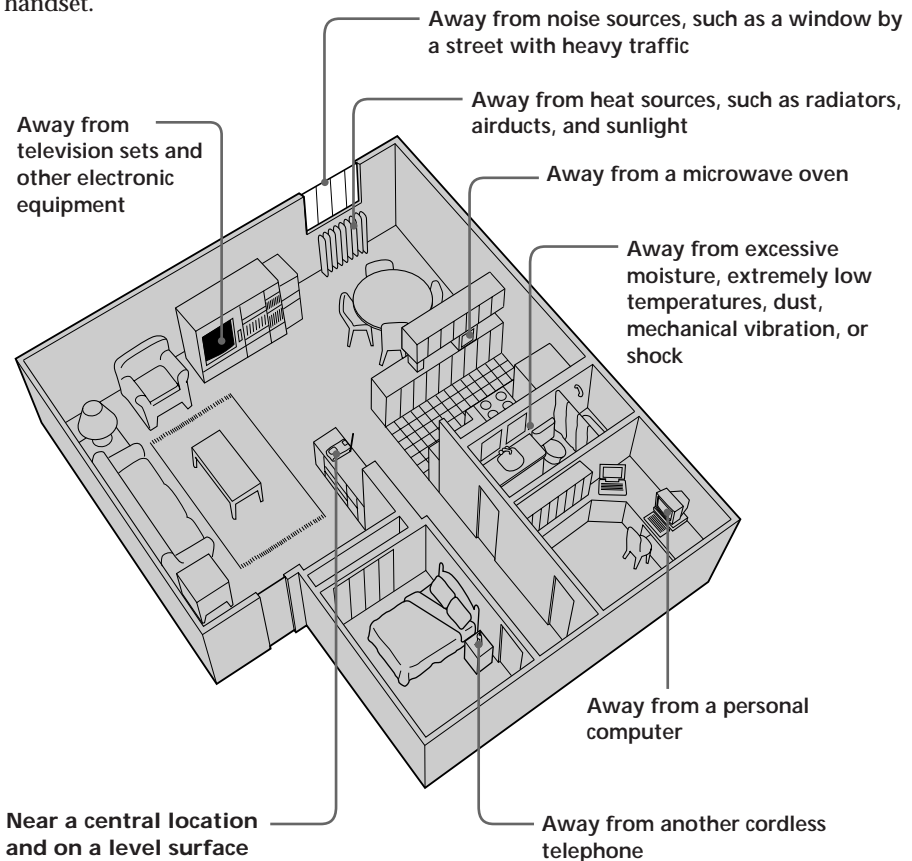 handset.
Away from noise sources, such as a window by
a street with heavy traffic
Away from heat sources, such as radiators,
airducts, and sunlight
Away from
television sets and
other electronic
equipment
Away from a microwave oven
Away from excessive
moisture, extremely low
temperatures, dust,
mechanical vibration, or
shock
Away from a personal
computer
Near a central location
and on a level surface
Away from another cordless
telephone